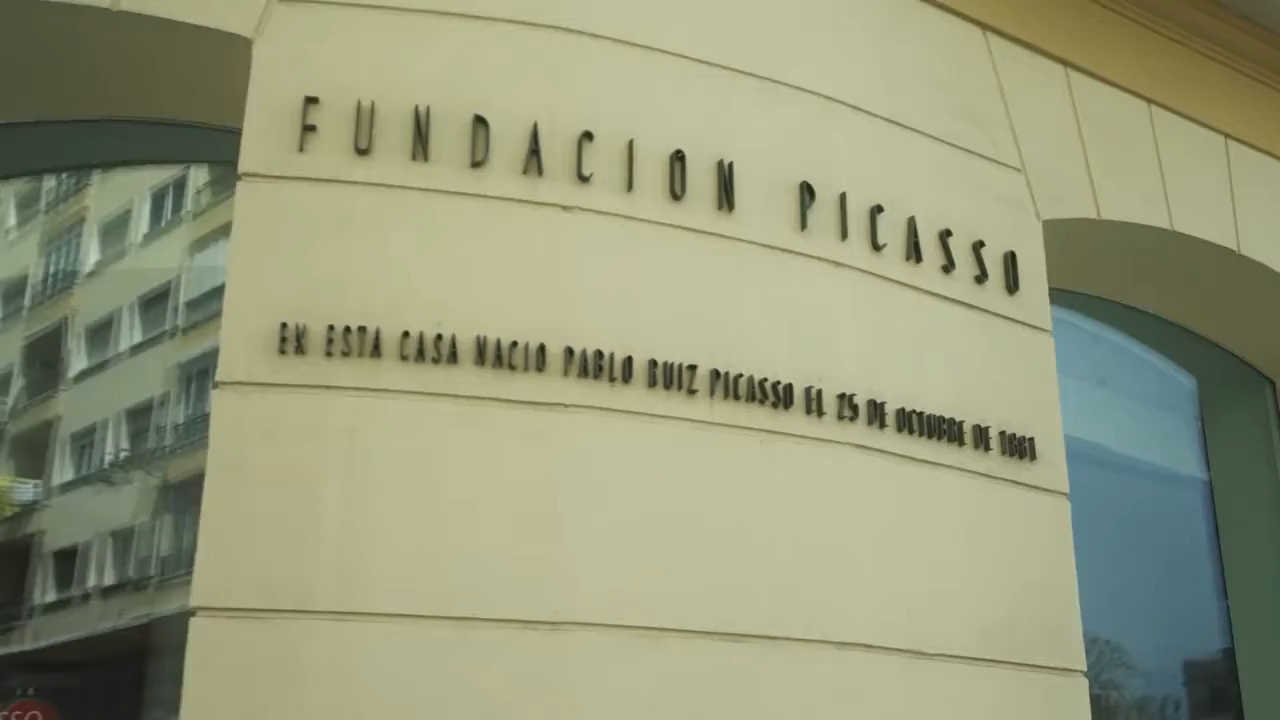 FUNDACION PICASSO
EN ESTA CASA NACIO PABLO RUIZ PICASSO EL 25 DE OCTUBRE DE 1881